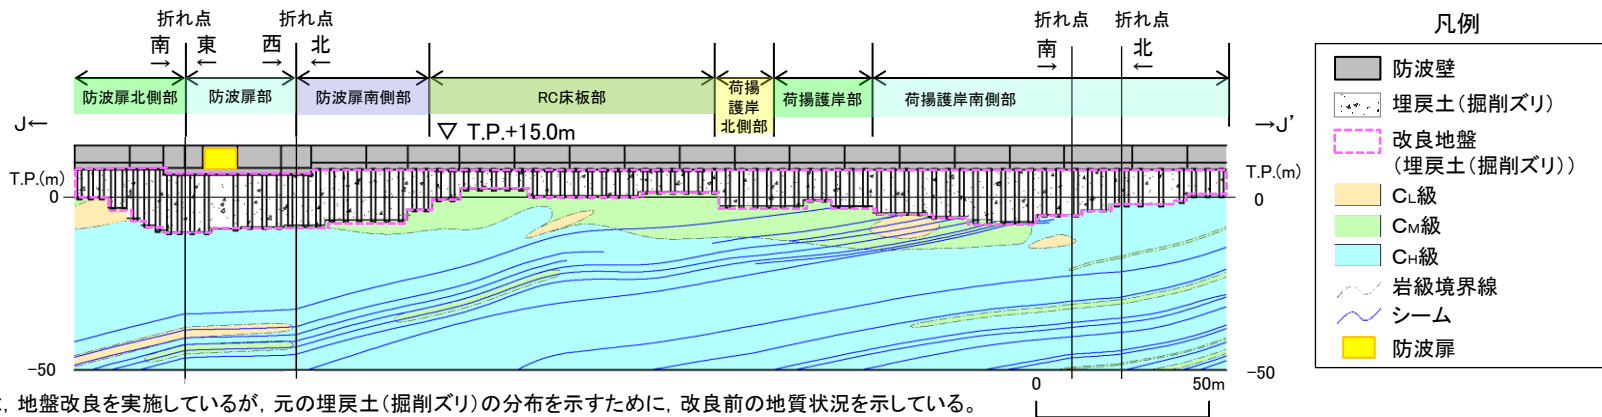 折れ点 折れ点 折れ点 折れ点 凡例
南 東 西 北 南 北
→ ← → ← → ←
防波扉北側部 防波扉部 防波扉南側部 RC床板部 荷揚護岸北側部 荷揚護岸部 荷揚護岸南側部
J← ▽ T.P.+15.0m →J'
T.P.(m) T.P.(m)
0 0
-50 -50
防波壁
埋戻土(掘削ズリ)
改良地盤
(埋戻土(掘削ズリ))
CL級
CM級
CH級
岩級境界線
シーム
防波扉
0 50m
,地盤改良を実施しているが,元の埋戻土(掘削ズリ)の分布を示すために,改良前の地質状況を示している。